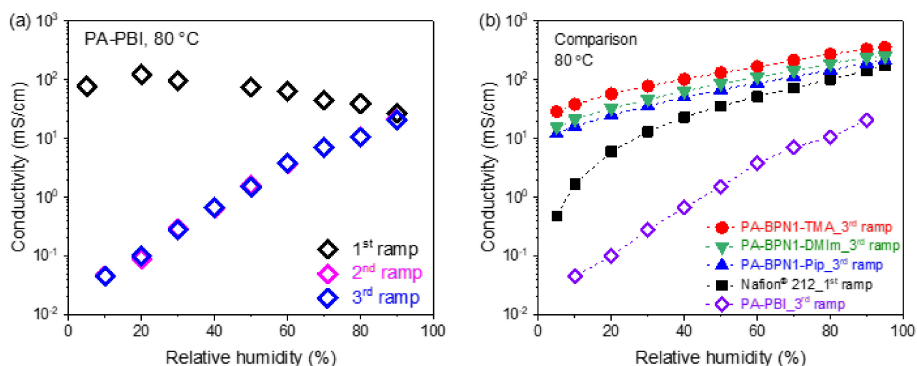 (a)
PA-PBI, 80 °C
10³
10²
10¹
10⁰
10⁻¹
10⁻²
Conductivity (mS/cm)
0 20 40 60 80 100
Relative humidity (%)
1ˢᵗ ramp
2ⁿᵈ ramp
3ʳᵈ ramp
(b)
Comparison
80 °C
10³
10²
10¹
10⁰
10⁻¹
10⁻²
Conductivity (mS/cm)
0 20 40 60 80 100
Relative humidity (%)
PA-BPN1-TMA_3ʳᵈ ramp
PA-BPN1-DMIm_3ʳᵈ ramp
PA-BPN1-Pip_3ʳᵈ ramp
Nafion® 212_1ˢᵗ ramp
PA-PBI_3ʳᵈ ramp